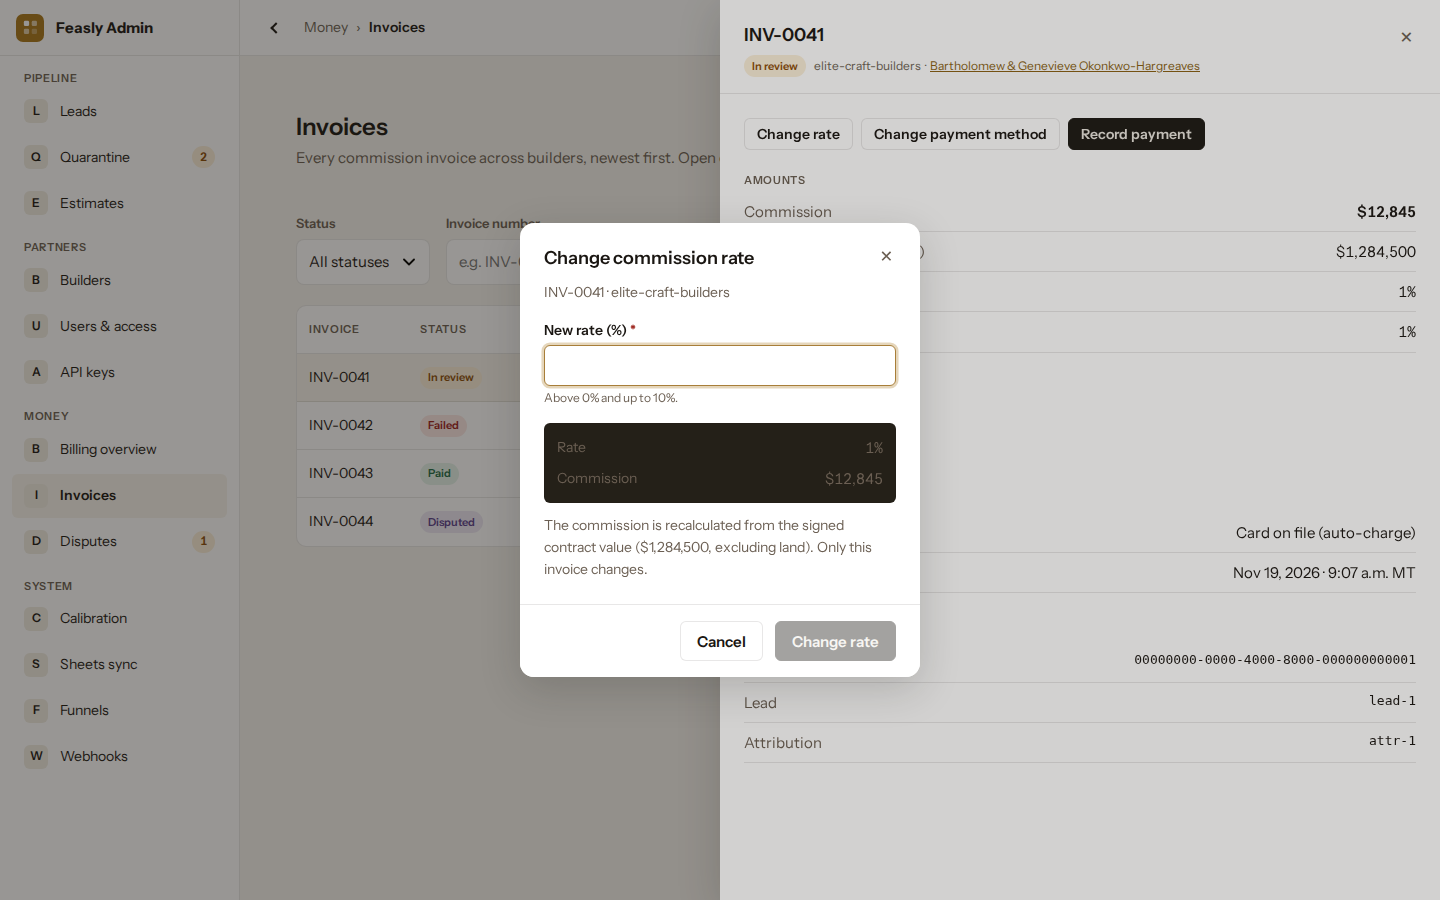 Feasly Admin
PIPELINE
L Leads
Q Quarantine 2
E Estimates
PARTNERS
B Builders
U Users & access
A API keys
MONEY
B Billing overview
I Invoices
D Disputes 1
SYSTEM
C Calibration
S Sheets sync
F Funnels
W Webhooks
Money › Invoices
Invoices
Every commission invoice across builders, newest first. Open
Status
All statuses
Invoice number
e.g. INV-
INVOICE STATUS
INV-0041 In review
INV-0042 Failed
INV-0043 Paid
INV-0044 Disputed
INV-0041
In review elite-craft-builders · Bartholomew & Genevieve Okonkwo-Hargreaves
Change rate Change payment method Record payment
AMOUNTS
Commission $12,845
) $1,284,500
1%
1%
Card on file (auto-charge)
Nov 19, 2026 · 9:07 a.m. MT
00000000-0000-4000-8000-000000000001
Lead lead-1
Attribution attr-1
Change commission rate
INV-0041 · elite-craft-builders
New rate (%) *
Above 0% and up to 10%.
Rate 1%
Commission $12,845
The commission is recalculated from the signed
contract value ($1,284,500, excluding land). Only this
invoice changes.
Cancel Change rate